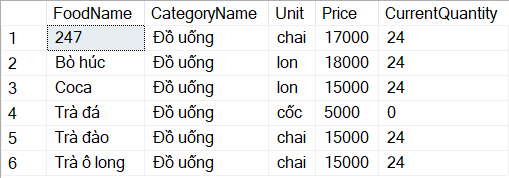 FoodName CategoryName Unit Price CurrentQuantity
1 247 Đồ uống chai 17000 24
2 Bò húc Đồ uống lon 18000 24
3 Coca Đồ uống lon 15000 24
4 Trà đá Đồ uống cốc 5000 0
5 Trà đào Đồ uống chai 15000 24
6 Trà ô long Đồ uống chai 15000 24